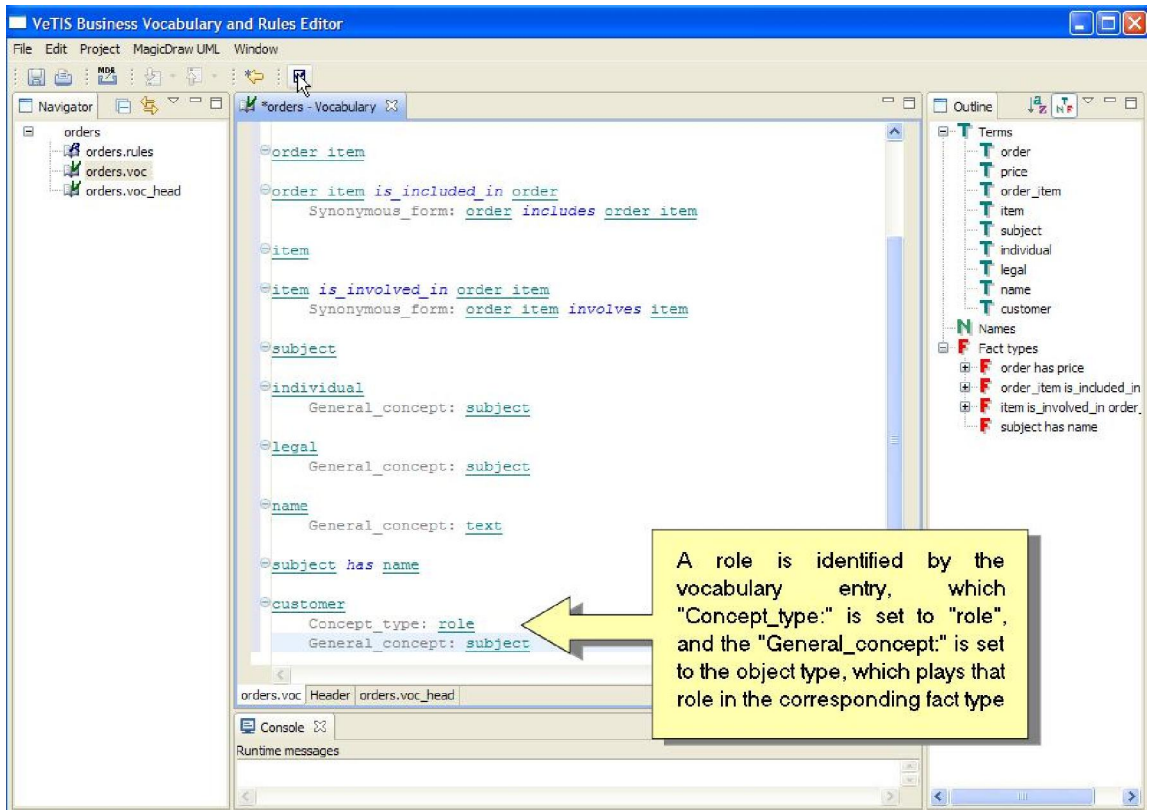 VeTIS Business Vocabulary and Rules Editor
File Edit Project MagicDraw UML Window
MDR
Navigator
orders
orders.rules
orders.voc
orders.voc_head
*orders - Vocabulary
order item
order item is_included_in order
Synonymous_form: order includes order item
item
item is_involved_in order item
Synonymous_form: order item involves item
subject
individual
General_concept: subject
legal
General_concept: subject
name
General_concept: text
subject has name
customer
Concept_type: role
General_concept: subject
orders.voc Header orders.voc_head
A role is identified by the
vocabulary entry, which
"Concept_type:" is set to "role",
and the "General_concept:" is set
to the object type, which plays that
role in the corresponding fact type
Console
Runtime messages
Outline
T Terms
T order
T price
T order_item
T item
T subject
T individual
T legal
T name
T customer
N Names
F Fact types
F order has price
F order_item is_included_in
F item is_involved_in order_
F subject has name